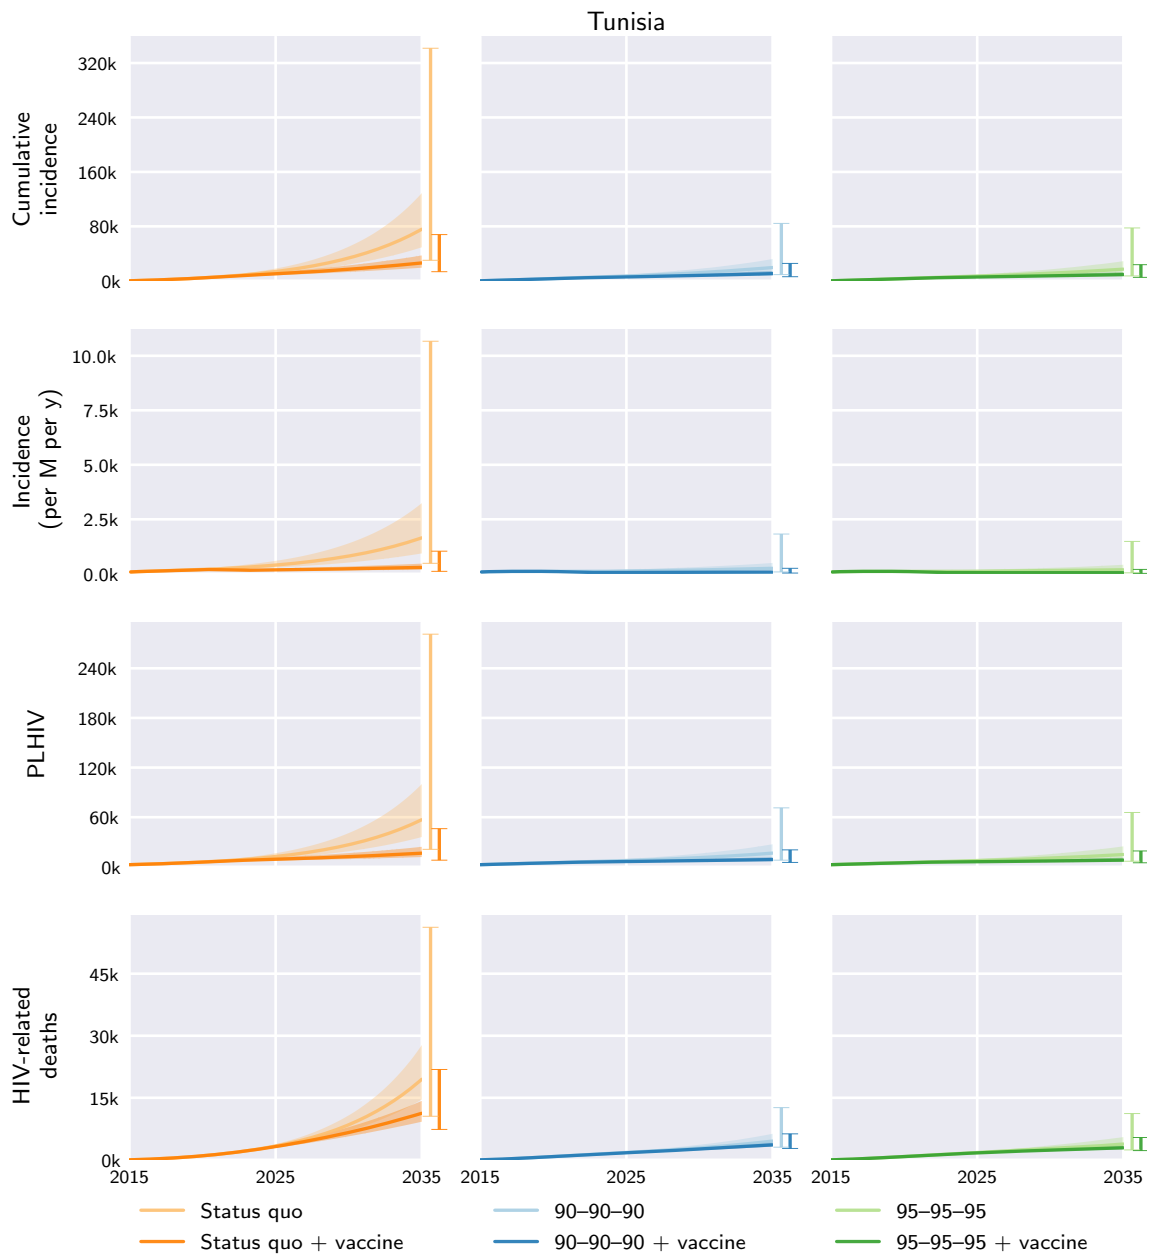 Tunisia
Cumulative
incidence
320k
240k
160k
80k
0k
Incidence
(per M per y)
10.0k
7.5k
5.0k
2.5k
0.0k
PLHIV
240k
180k
120k
60k
0k
HIV-related
deaths
45k
30k
15k
0k
2015 2025 2035 2015 2025 2035 2015 2025 2035
Status quo 90–90–90 95–95–95
Status quo + vaccine 90–90–90 + vaccine 95–95–95 + vaccine